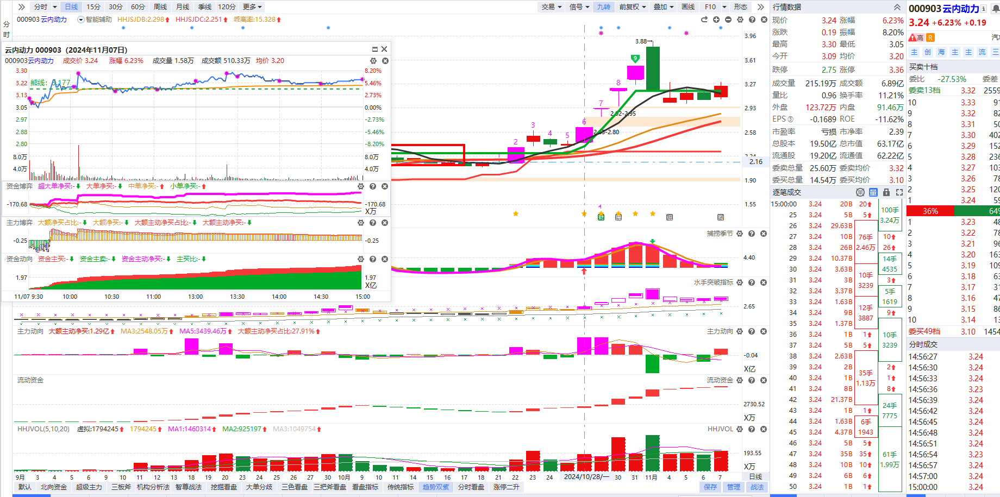 分时 日线 15分 30分 60分 周线 月线 季线 120分 更多
交易 信号 九转 前复权 叠加 画线 F10 形态
分时
000903 云内动力 智能辅助 HHJSJDB:2.298 HHJSJDC:2.251 乖离率:15.328
云内动力 000903（2024年11月07日）
000903云内动力 成交价 3.24 涨幅 6.23% 成交量 1.58万 成交额 510.33万 均价 3.20
3.30 8.20%
熊线: 3.177
3.22 5.46%
3.13 2.73%
3.05 0.00%
2.97 -2.73%
2.88 -5.46%
2.80 -8.20%
8.0万 8.0万
4.0万 4.0万
资金博弈 超大单净买:- 大单净买:- 中单净买:- 小单净买:-
-170.68 -170.68
X万
主力博弈 大额净买占比:- 大额净买:- 大额主动净买占比:- 大额主动净买:-
-0.25 -0.25
资金动向 资金主买:- 资金主卖:- 资金主动净买:- 主买比:-
1.97 1.97
X亿
11/07 9:30 10:00 10:30 11:00 13:00 13:30 14:00 14:30 15:00
3.88
9
8
7
6
5
4
3
2
2.92-2.95
2.80
3.96
3.61
3.27
2.93
2.58
2.24
2.16
1.90
1.55
财 提 组 购
捕捞季节
4.40
水手突破指标
2.65
主力动向 大额主动净买:1.29亿 MA3:2548.05万 MA5:3439.46万 大额主动净买占比:27.91% 主力动向
-0.04
X亿
流动资金 流动资金
2730.52
X万
HHJVOL(5,10,20) 虚拟:1794245 1794245 MA1:1460314 MA2:925197 MA3:1049754 HHJVOL
193.55
X万
9月 3 4 5 6 9 10 11 12 13 18 19 20 23 24 25 26 27 30 10月 9 10 11 14 15 16 17 18 21 22 23 24 2024/10/28/一 30 31 11月 4 5 6 7 日线
默认 北向资金 超级主力 三板斧 机构分析法 智尊战法 挖掘看盘 大单分歧 三色看盘 三把斧看盘 看盘指标 传统指标 趋势双紫 分时看盘 涨停二升 保存 管理 战法
行情数据
现价 3.24 涨幅 6.23%
涨跌 0.19 振幅 8.20%
最高 3.30 最低 3.05
今开 3.09 均价 3.20
跌停 2.75 涨停 3.36
成交量 215.19万 成交额 6.89亿
量比 0.96 换手率 11.21%
外盘 123.72万 内盘 91.46万
EPS③ -0.1689 ROE -11.62%
市盈率 亏损 市净率 2.39
总股本 19.50亿 总市值 63.17亿
流通股 19.20亿 流通值 62.22亿
委卖总量 25.60万 委卖均价 3.32
委买总量 14.54万 委买均价 3.10
逐笔成交 单 量
15:00:00 3.24 20B 20
25 3.24 5B 5
26 3.24 29.63B
27 3.24 10B 10
28 3.24 26B 26
29 3.24 10.37B
30 3.24 3.63B
31 3.24 3B 3
32 3.24 3.37B
33 3.24 1.63B
34 3.24 9B 9
35 3.24 1.37B
36 3.24 1B 1
37 3.24 5B 5
38 3.24 2.63B
39 3.24 2B 2
40 3.24 1B 1
41 3.24 8B 8
42 3.24 21.37B
43 3.24 1B 1
44 3.24 1.63B
45 3.24 4.37B
46 3.24 5B 5
47 3.24 35B 35
48 3.24 10B 10
49 3.24 6B 6
50 3.24 1B 1
76手
2.46万
10手
3239
12手
3887
35手
1.13万
6手
1943
100手
3.24万
14手
4535
5手
1619
10手
3239
24手
7775
61手
1.99万
000903云内动力
3.24 +6.23% +0.19
高 R
主 创 海 主 主 流 三
买卖十档
委比 -27.53% 委差
委卖13档 3.32 2559
10 3.33
9 3.32
8 3.31
7 3.30
6 3.29
5 3.28
4 3.27
3 3.26
2 3.25
1 3.24
36% 64%
1 3.23
2 3.22
3 3.21
4 3.20
5 3.19
6 3.18
7 3.17
8 3.16
9 3.15
10 3.14
委买49档 3.10 1454
分时成交
14:56:27 3.24
14:56:30 3.24
14:56:33 3.24
14:56:36 3.23
14:56:39 3.24
14:56:42 3.24
14:56:45 3.24
14:56:48 3.24
14:56:51 3.24
14:56:54 3.23
14:56:57 3.24
14:57:00 3.24
15:00:00 3.24